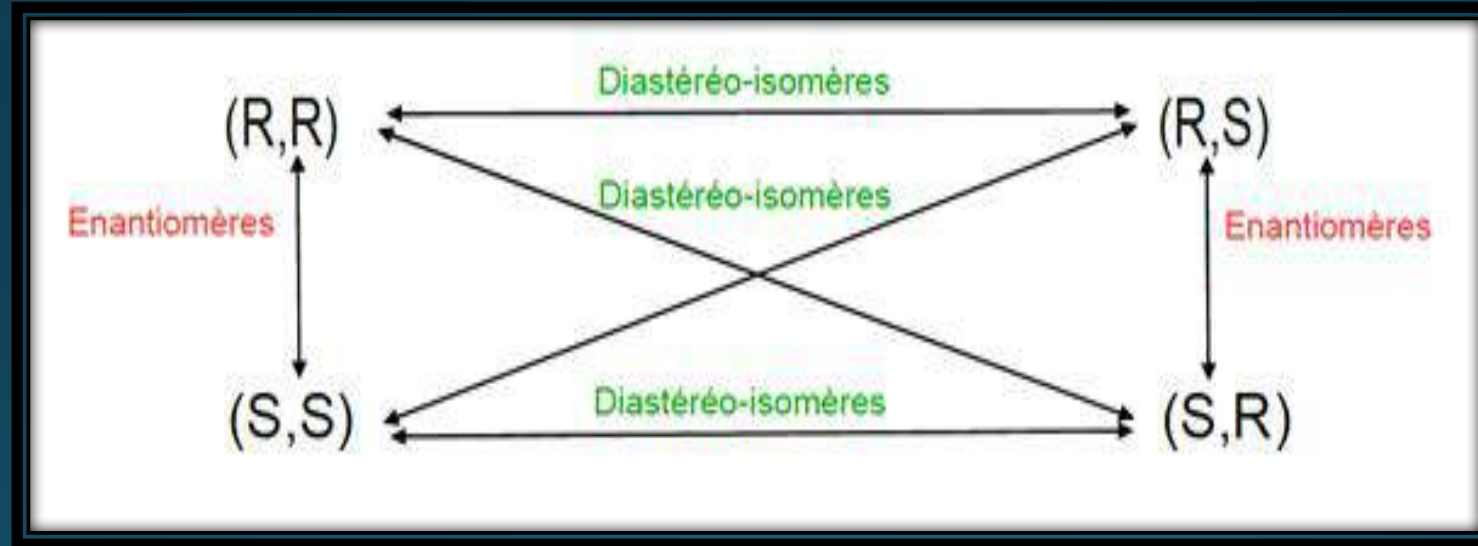 Diastéréo-isomères
(R,R)
(R,S)
Diastéréo-isomères
Enantiomères
Enantiomères
Diastéréo-isomères
(S,S)
(S,R)